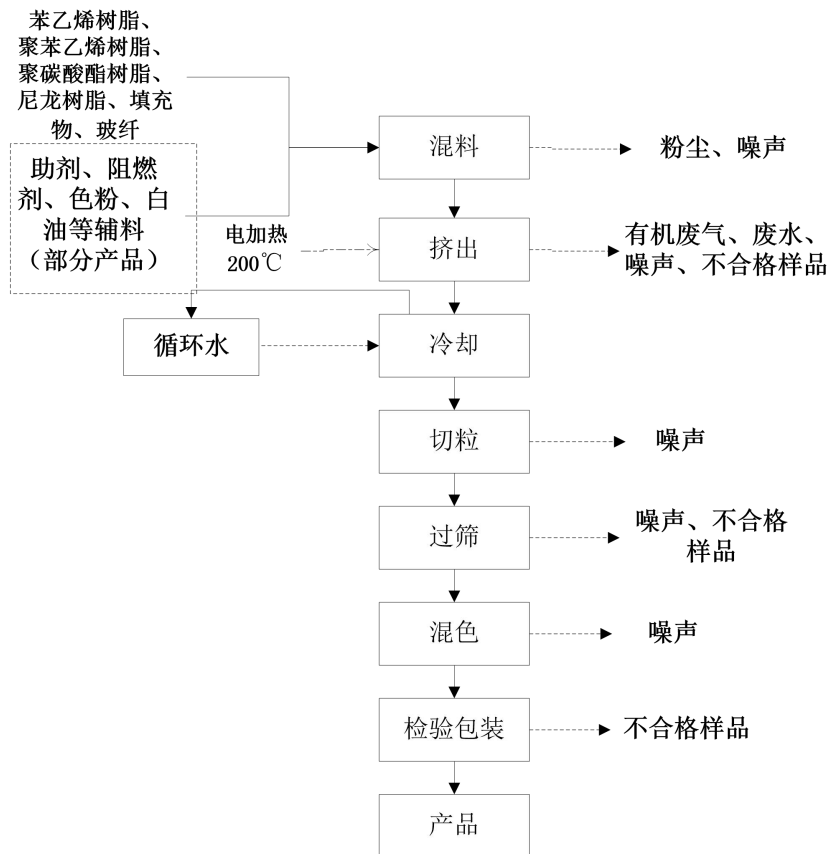 苯乙烯树脂、
聚苯乙烯树脂、
聚碳酸酯树脂、
尼龙树脂、填充
物、玻纤
助剂、阻燃
剂、色粉、白
油等辅料
（部分产品）
混料
粉尘、噪声
电加热
200℃
挤出
有机废气、废水、
噪声、不合格样品
循环水
冷却
切粒
噪声
过筛
噪声、不合格
样品
混色
噪声
检验包装
不合格样品
产品